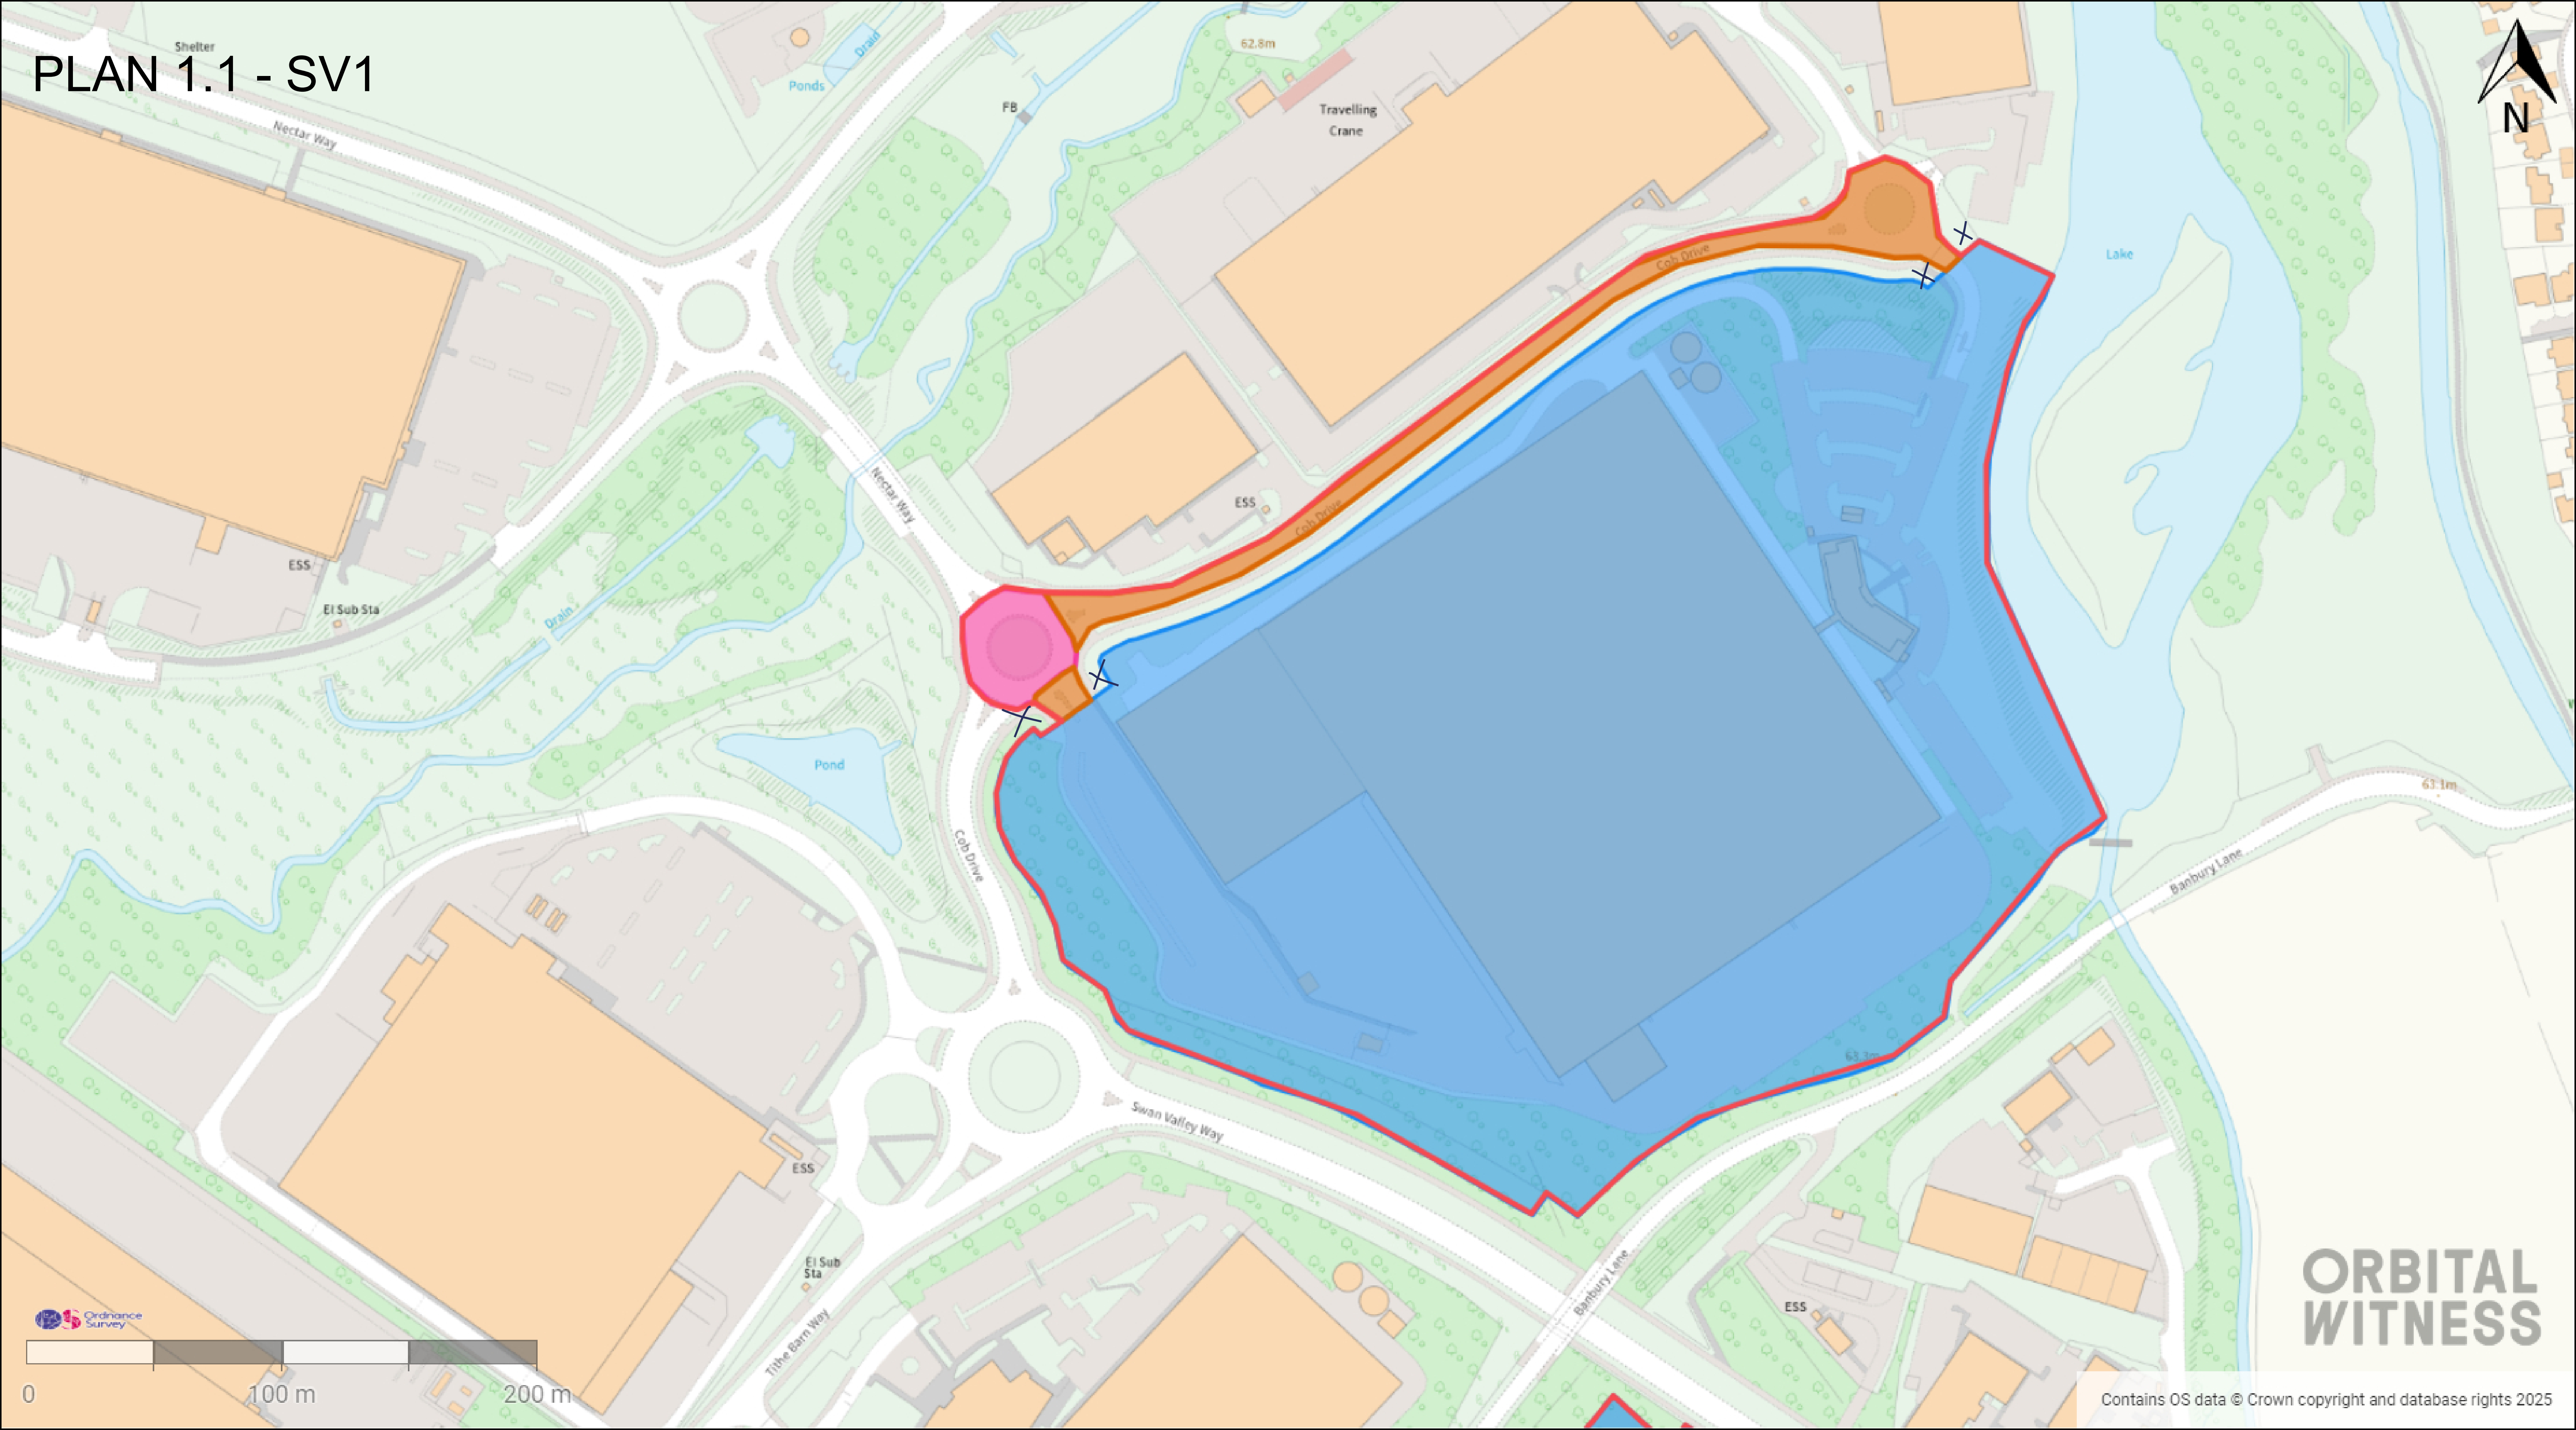 PLAN 1.1 - SV1
Shelter
Nectar Way
Ponds
Drain
FB
62.8m
Travelling
Crane
N
Lake
Cob Drive
Nectar Way
ESS
Cob Drive
ESS
El Sub Sta
Drain
Pond
Cob Drive
63.1m
Banbury Lane
63.3m
Swan Valley Way
ESS
El Sub
Sta
Tithe Barn Way
Banbury Lane
ESS
ORBITAL
WITNESS
Ordnance
Survey
0 100 m 200 m
Contains OS data © Crown copyright and database rights 2025